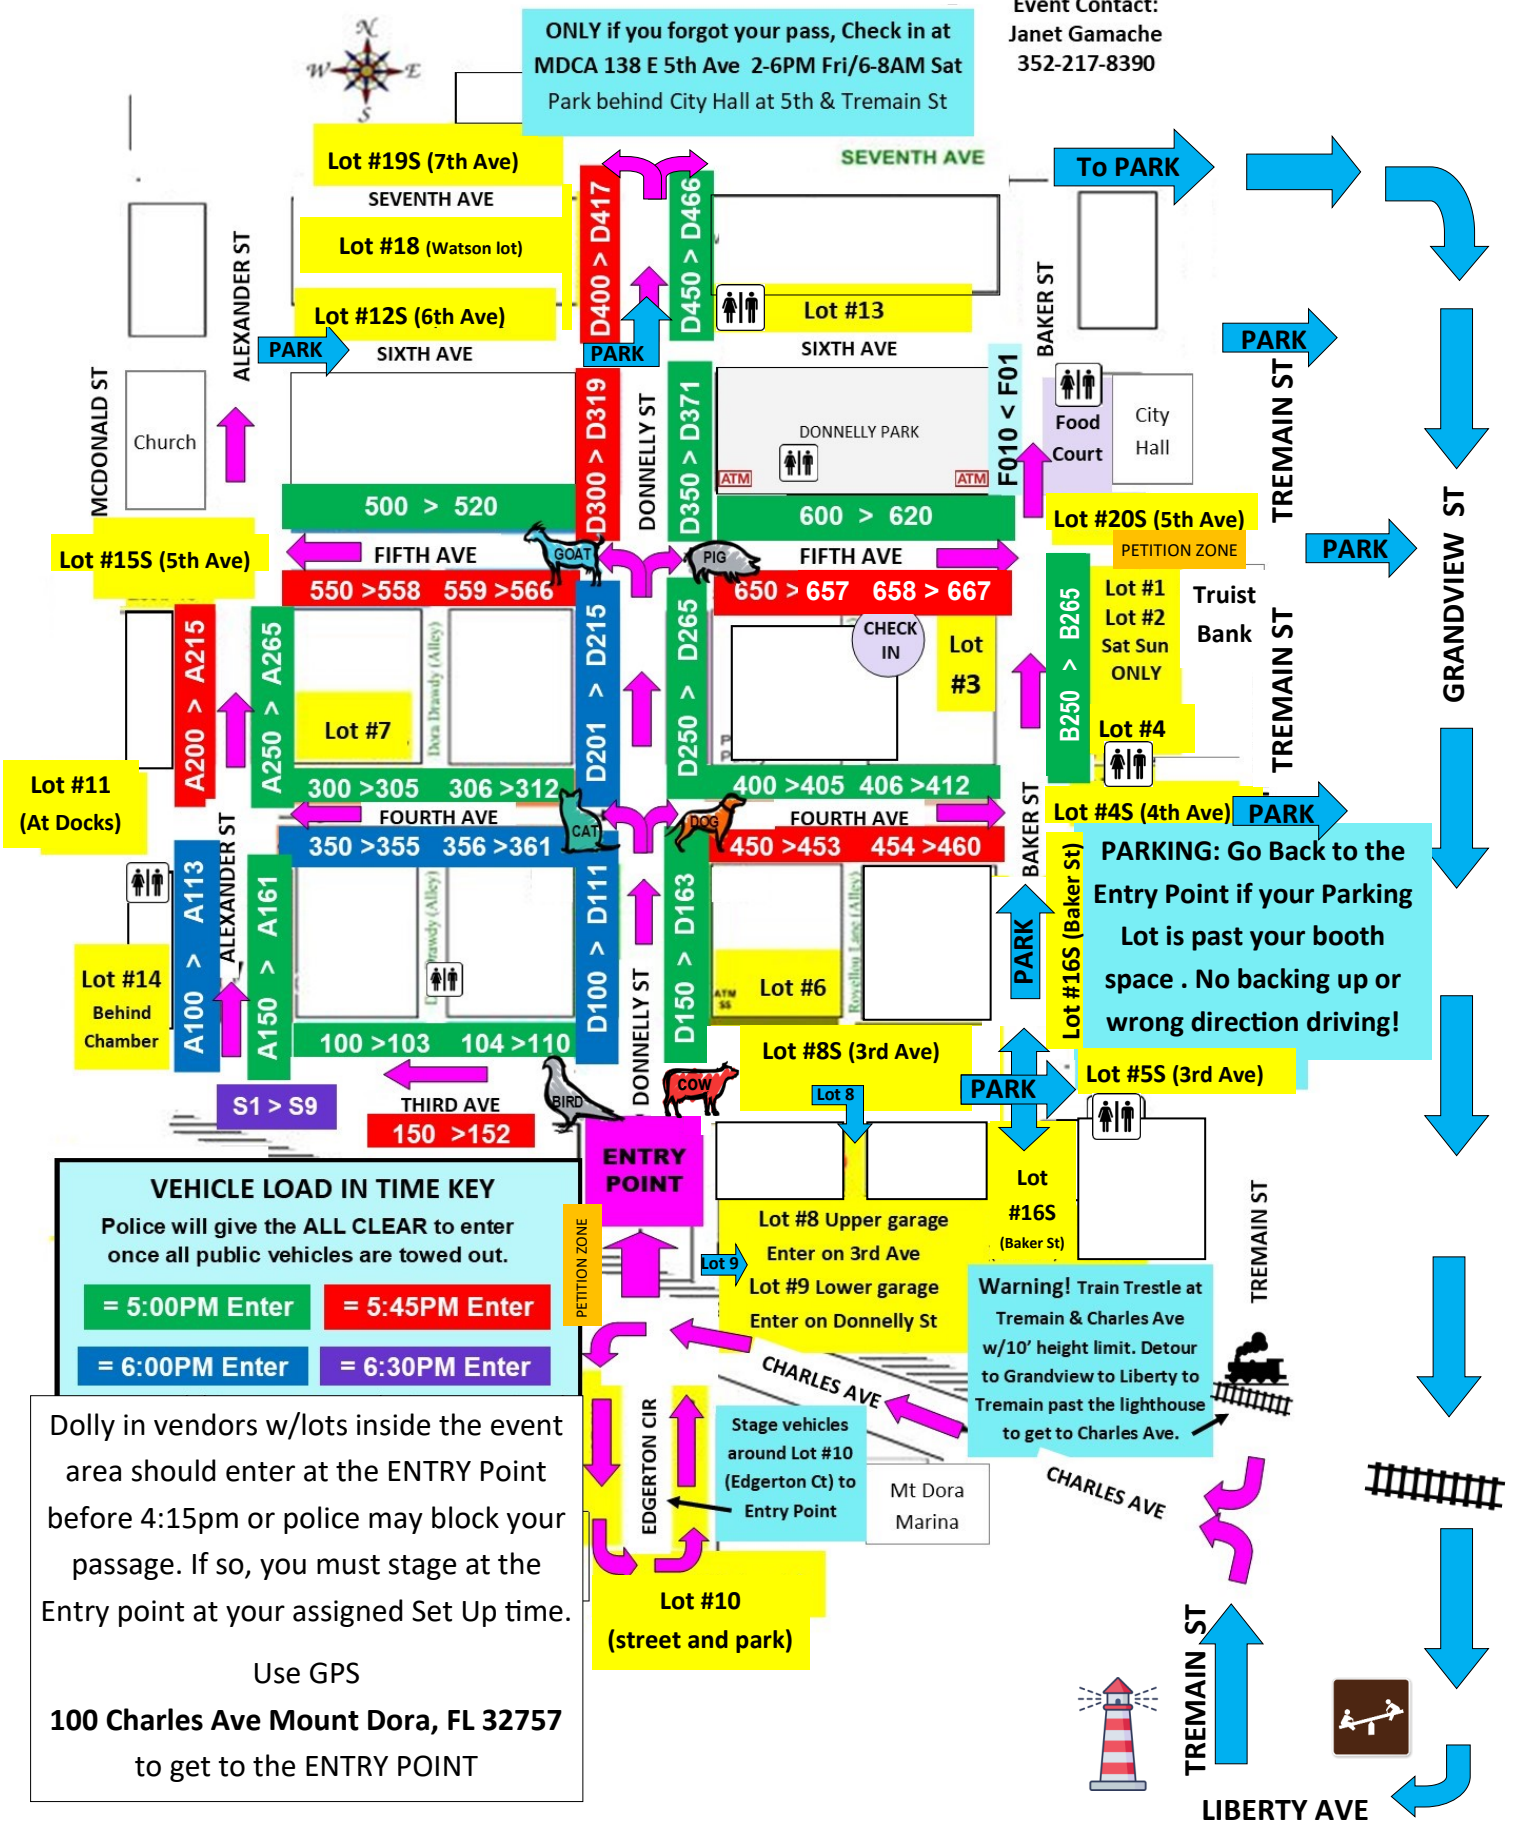 Event Contact:
Janet Gamache
352-217-8390
ONLY if you forgot your pass, Check in at
MDCA 138 E 5th Ave 2-6PM Fri/6-8AM Sat
Park behind City Hall at 5th & Tremain St
N
W
E
S
Lot #19S (7th Ave)
SEVENTH AVE
SEVENTH AVE
To PARK
Lot #18 (Watson lot)
Lot #12S (6th Ave)
PARK
SIXTH AVE
D400 > D417
D450 > D466
PARK
Lot #13
SIXTH AVE
BAKER ST
PARK
ALEXANDER ST
MCDONALD ST
Church
D300 > D319
DONNELLY ST
D350 > D371
DONNELLY PARK
ATM
ATM
F010 < F01
Food
Court
City
Hall
TREMAIN ST
GRANDVIEW ST
500 > 520
600 > 620
Lot #20S (5th Ave)
PETITION ZONE
PARK
Lot #15S (5th Ave)
FIFTH AVE
GOAT
PIG
FIFTH AVE
550 >558 559 >566
650 > 657 658 > 667
A200 > A215
A250 > A265
Dora Drawdy (Alley)
Lot #7
D201 > D215
D250 > D265
CHECK
IN
Lot
#3
B250 > B265
Lot #1
Lot #2
Sat Sun
ONLY
Truist
Bank
Lot #4
TREMAIN ST
Lot #11
(At Docks)
300 >305 306 >312
400 >405 406 >412
FOURTH AVE
CAT
DOG
FOURTH AVE
BAKER ST
Lot #4S (4th Ave)
PARK
350 >355 356 >361
450 >453 454 >460
PARKING: Go Back to the
Entry Point if your Parking
Lot is past your booth
space . No backing up or
wrong direction driving!
A100 > A113
ALEXANDER ST
A150 > A161
D100 > D111
DONNELLY ST
D150 > D163
ATM
Lot #6
PARK
Lot #16S (Baker St)
Lot #14
Behind
Chamber
100 >103 104 >110
Lot #8S (3rd Ave)
Lot 8
PARK
Lot #5S (3rd Ave)
S1 > S9
THIRD AVE
BIRD
COW
150 >152
ENTRY
POINT
Lot
#16S
(Baker St)
VEHICLE LOAD IN TIME KEY
Police will give the ALL CLEAR to enter
once all public vehicles are towed out.
= 5:00PM Enter
= 5:45PM Enter
= 6:00PM Enter
= 6:30PM Enter
PETITION ZONE
Lot 9
Lot #8 Upper garage
Enter on 3rd Ave
Lot #9 Lower garage
Enter on Donnelly St
TREMAIN ST
Warning! Train Trestle at
Tremain & Charles Ave
w/10' height limit. Detour
to Grandview to Liberty to
Tremain past the lighthouse
to get to Charles Ave.
CHARLES AVE
EDGERTON CIR
Stage vehicles
around Lot #10
(Edgerton Ct) to
Entry Point
Mt Dora
Marina
CHARLES AVE
Dolly in vendors w/lots inside the event
area should enter at the ENTRY Point
before 4:15pm or police may block your
passage. If so, you must stage at the
Entry point at your assigned Set Up time.
Use GPS
100 Charles Ave Mount Dora, FL 32757
to get to the ENTRY POINT
Lot #10
(street and park)
TREMAIN ST
LIBERTY AVE